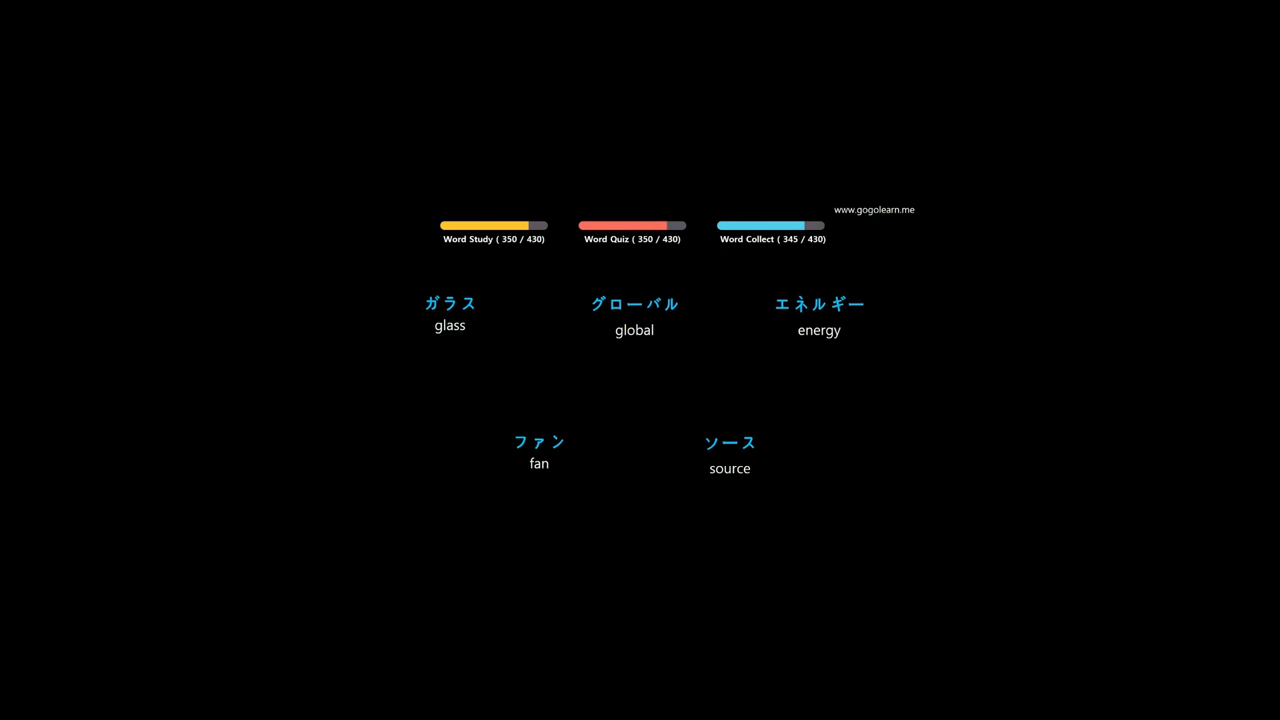 www.gogolearn.me
Word Study ( 350 / 430)
Word Quiz ( 350 / 430)
Word Collect ( 345 / 430)
ガラス
glass
グローバル
global
エネルギー
energy
ファン
fan
ソース
source